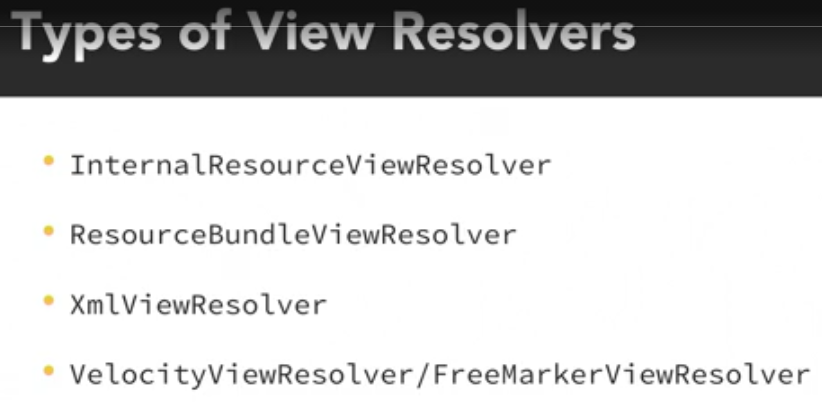 Types of View Resolvers
• InternalResourceViewResolver
• ResourceBundleViewResolver
• XmlViewResolver
• VelocityViewResolver/FreeMarkerViewResolver